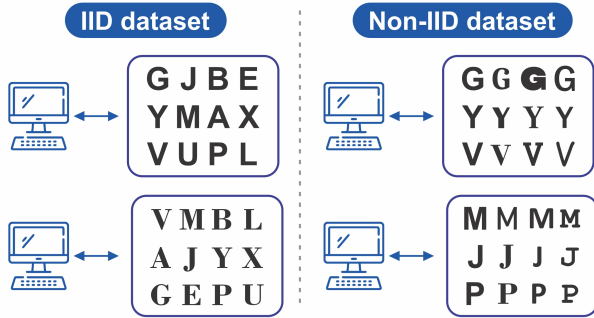 IID dataset
G J B E
Y M A X
V U P L
V M B L
A J Y X
G E P U
Non-IID dataset
G G G G
Y Y Y Y
V V V V
M M M M
J J J J
P P P P